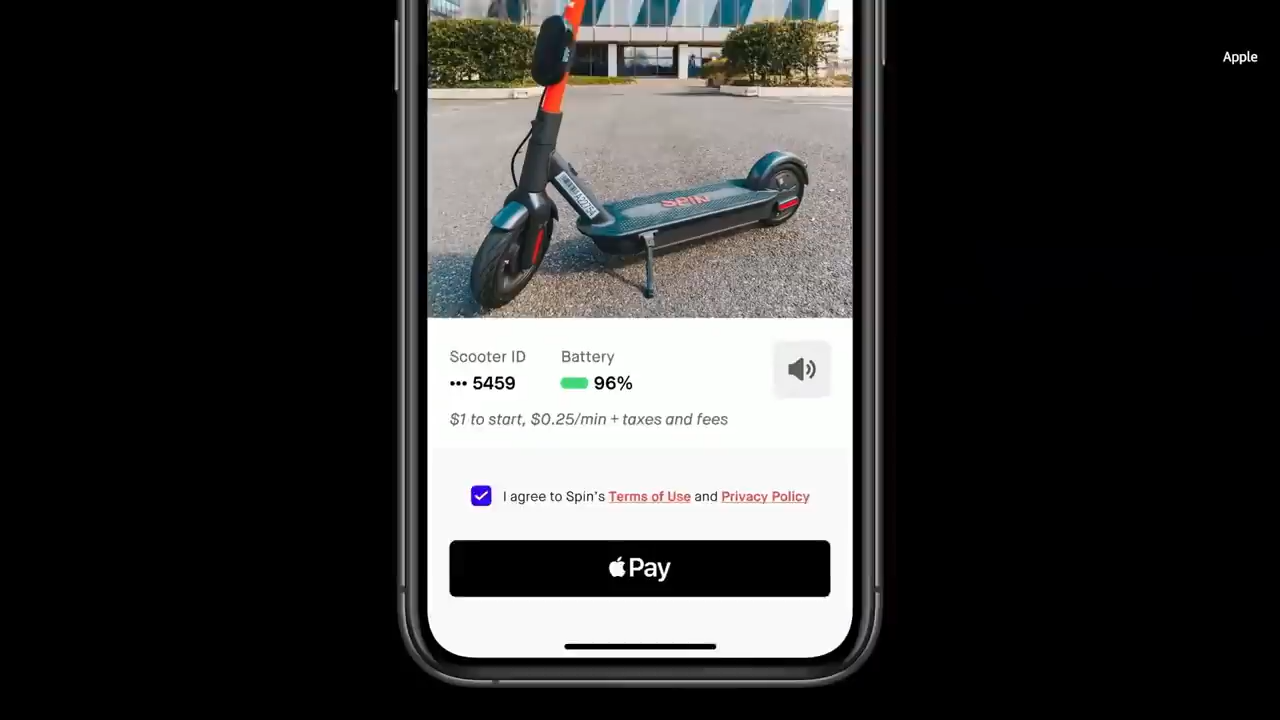 Apple
SPIN
Scooter ID
Battery
••• 5459
96%
$1 to start, $0.25/min + taxes and fees
I agree to Spin's Terms of Use and Privacy Policy
Pay